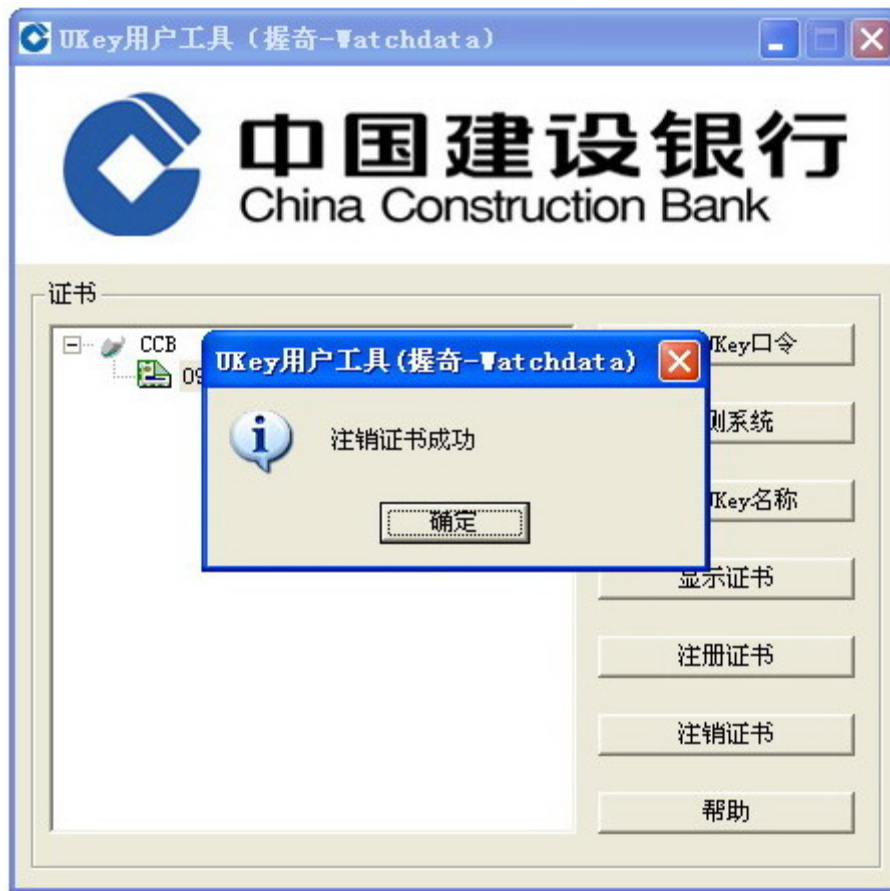 UKey用户工具（握奇-Watchdata）
中国建设银行
China Construction Bank
证书
CCB
09
UKey用户工具(握奇-Watchdata)
注销证书成功
确定
Key口令
测系统
Key名称
显示证书
注册证书
注销证书
帮助